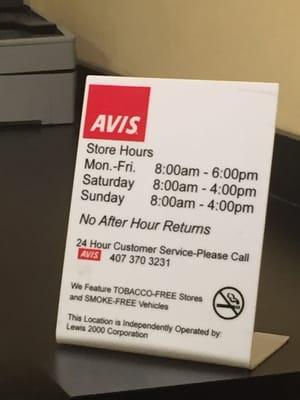 AVIS
Store Hours
Mon.-Fri. 8:00am - 6:00pm
Saturday 8:00am - 4:00pm
Sunday 8:00am - 4:00pm
No After Hour Returns
24 Hour Customer Service-Please Call
AVIS 407 370 3231
We Feature TOBACCO-FREE Stores
and SMOKE-FREE Vehicles
This Location is Independently Operated by:
Lewis 2000 Corporation